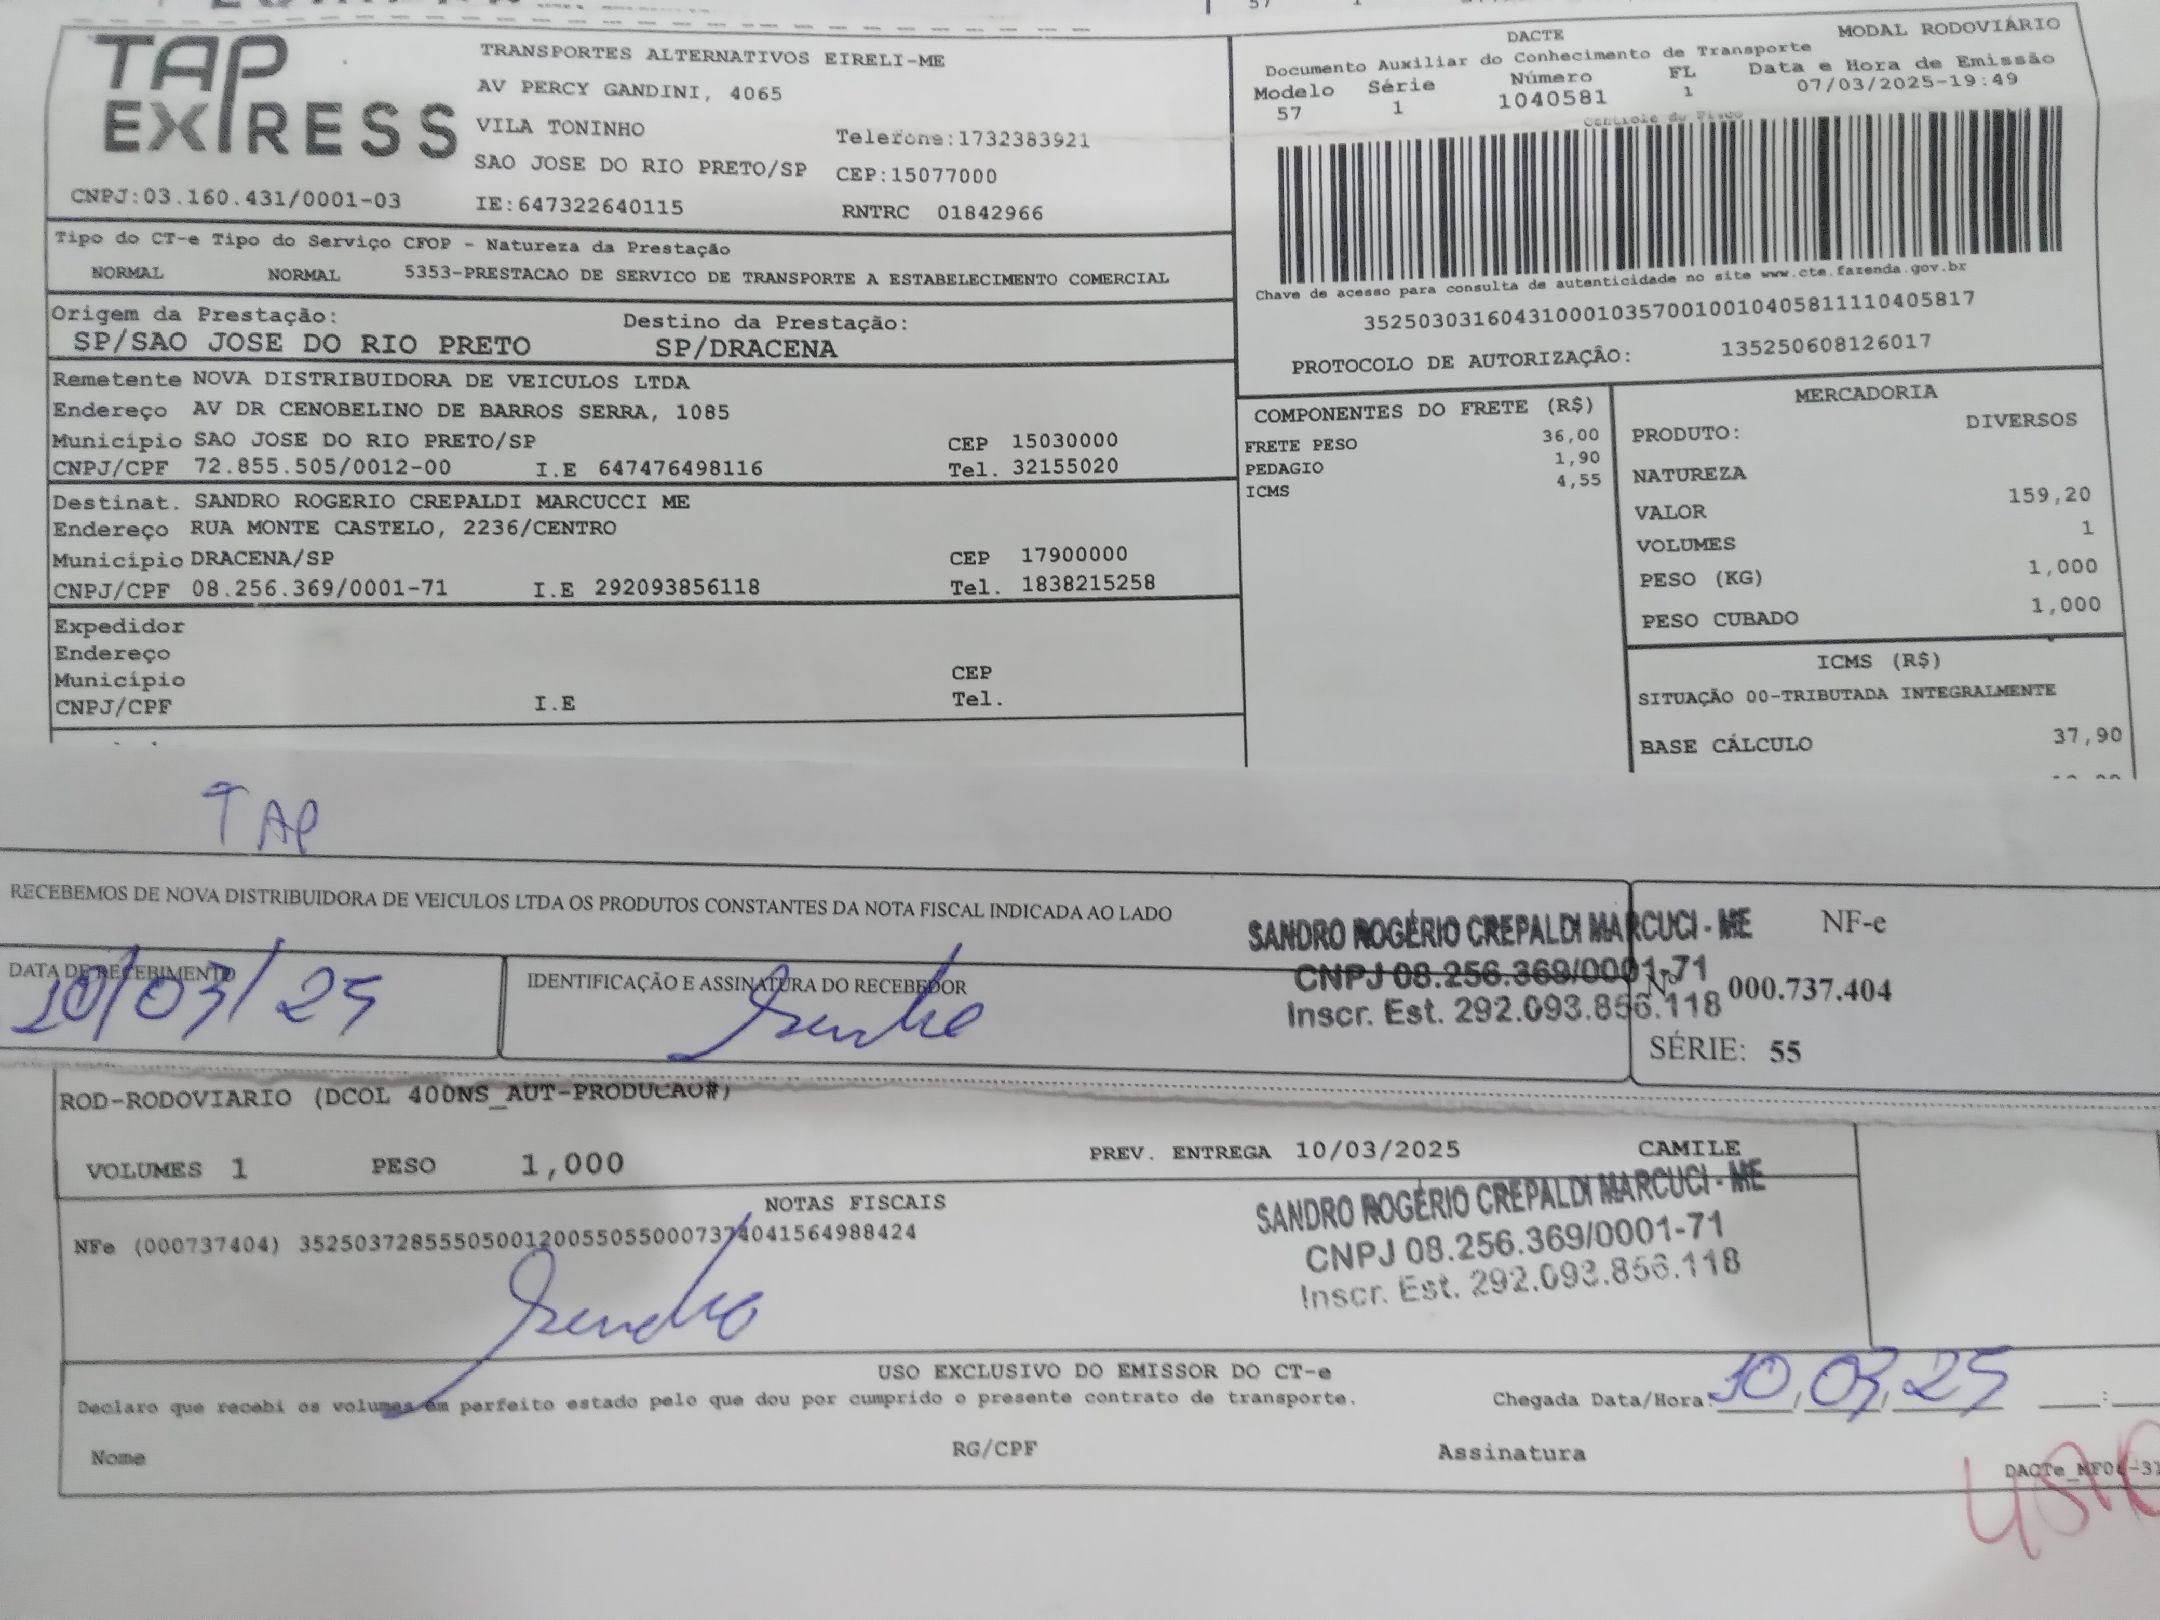 TAP EXPRESS
TRANSPORTES ALTERNATIVOS EIRELI-ME
AV PERCY GANDINI, 4065
VILA TONINHO
Telefone:1732383921
SAO JOSE DO RIO PRETO/SP CEP:15077000
CNPJ:03.160.431/0001-03 IE:647322640115 RNTRC 01842966
DACTE MODAL RODOVIÁRIO
Documento Auxiliar do Conhecimento de Transporte
Modelo Série Número FL Data e Hora de Emissão
57 1 1040581 1 07/03/2025-19:49
Controle do Fisco
Chave de acesso para consulta de autenticidade no site www.cte.fazenda.gov.br
35250303160431000103570010010405811110405817
PROTOCOLO DE AUTORIZAÇÃO: 135250608126017
Tipo do CT-e Tipo do Serviço CFOP - Natureza da Prestação
NORMAL NORMAL 5353-PRESTACAO DE SERVICO DE TRANSPORTE A ESTABELECIMENTO COMERCIAL
Origem da Prestação: Destino da Prestação:
SP/SAO JOSE DO RIO PRETO SP/DRACENA
Remetente NOVA DISTRIBUIDORA DE VEICULOS LTDA
Endereço AV DR CENOBELINO DE BARROS SERRA, 1085
Município SAO JOSE DO RIO PRETO/SP CEP 15030000
CNPJ/CPF 72.855.505/0012-00 I.E 647476498116 Tel. 32155020
Destinat. SANDRO ROGERIO CREPALDI MARCUCCI ME
Endereço RUA MONTE CASTELO, 2236/CENTRO
Município DRACENA/SP CEP 17900000
CNPJ/CPF 08.256.369/0001-71 I.E 292093856118 Tel. 1838215258
Expedidor
Endereço
Município CEP
CNPJ/CPF I.E Tel.
COMPONENTES DO FRETE (R$)
FRETE PESO 36,00
PEDAGIO 1,90
ICMS 4,55
MERCADORIA
PRODUTO: DIVERSOS
NATUREZA
VALOR 159,20
VOLUMES 1
PESO (KG) 1,000
PESO CUBADO 1,000
ICMS (R$)
SITUAÇÃO 00-TRIBUTADA INTEGRALMENTE
BASE CÁLCULO 37,90
TAP
RECEBEMOS DE NOVA DISTRIBUIDORA DE VEICULOS LTDA OS PRODUTOS CONSTANTES DA NOTA FISCAL INDICADA AO LADO
SANDRO ROGÉRIO CREPALDI MARCUCI - ME
CNPJ 08.256.369/0001-71
Inscr. Est. 292.093.856.118
NF-e
Nº 000.737.404
SÉRIE: 55
DATA DE RECEBIMENTO
10/03/25
IDENTIFICAÇÃO E ASSINATURA DO RECEBEDOR
Sandro
ROD-RODOVIARIO (DCOL 400NS_AUT-PRODUCAO#)
VOLUMES 1 PESO 1,000 PREV. ENTREGA 10/03/2025 CAMILE
NOTAS FISCAIS
NFe (000737404) 35250372855505001200550550007374041564988424
Sandro
SANDRO ROGÉRIO CREPALDI MARCUCI - ME
CNPJ 08.256.369/0001-71
Inscr. Est. 292.093.856.118
USO EXCLUSIVO DO EMISSOR DO CT-e
Declaro que recebi os volumes em perfeito estado pelo que dou por cumprido o presente contrato de transporte. Chegada Data/Hora: 10,03,25
Nome RG/CPF Assinatura